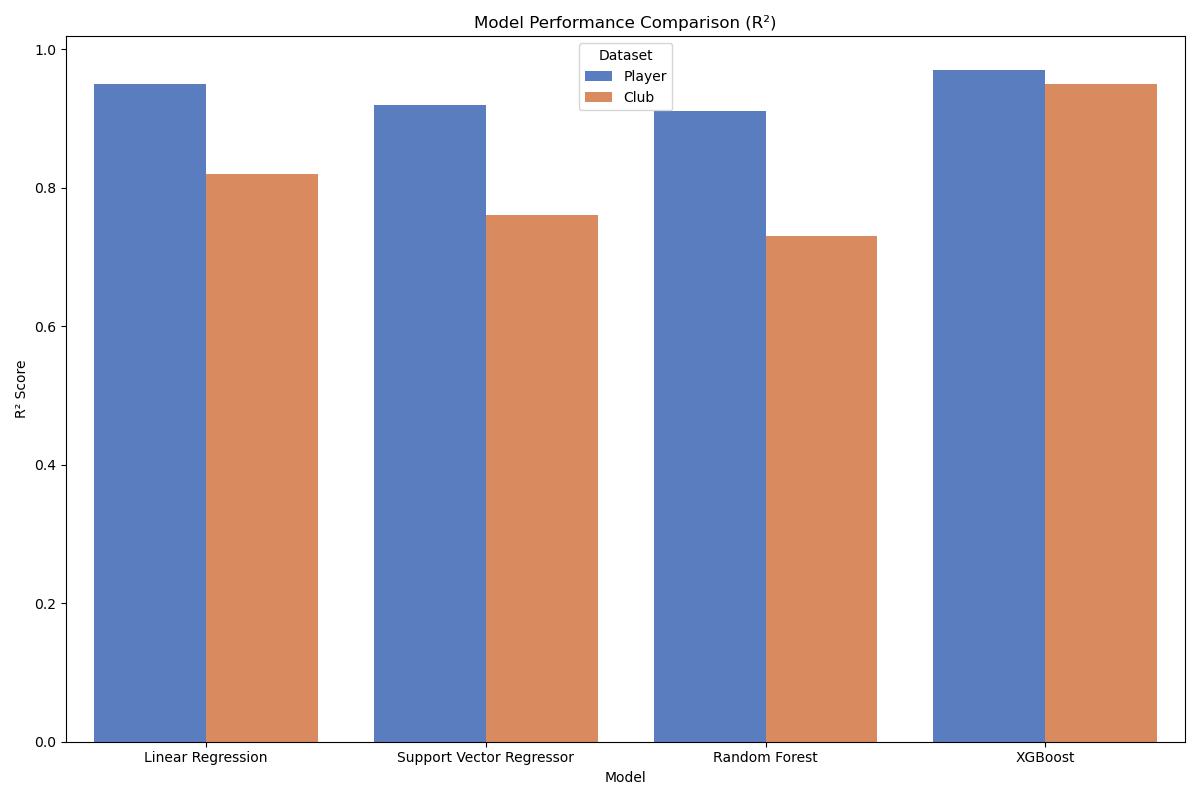 Model Performance Comparison (R²)
Dataset
Player
Club
R² Score
1.0
0.8
0.6
0.4
0.2
0.0
Linear Regression
Support Vector Regressor
Random Forest
XGBoost
Model